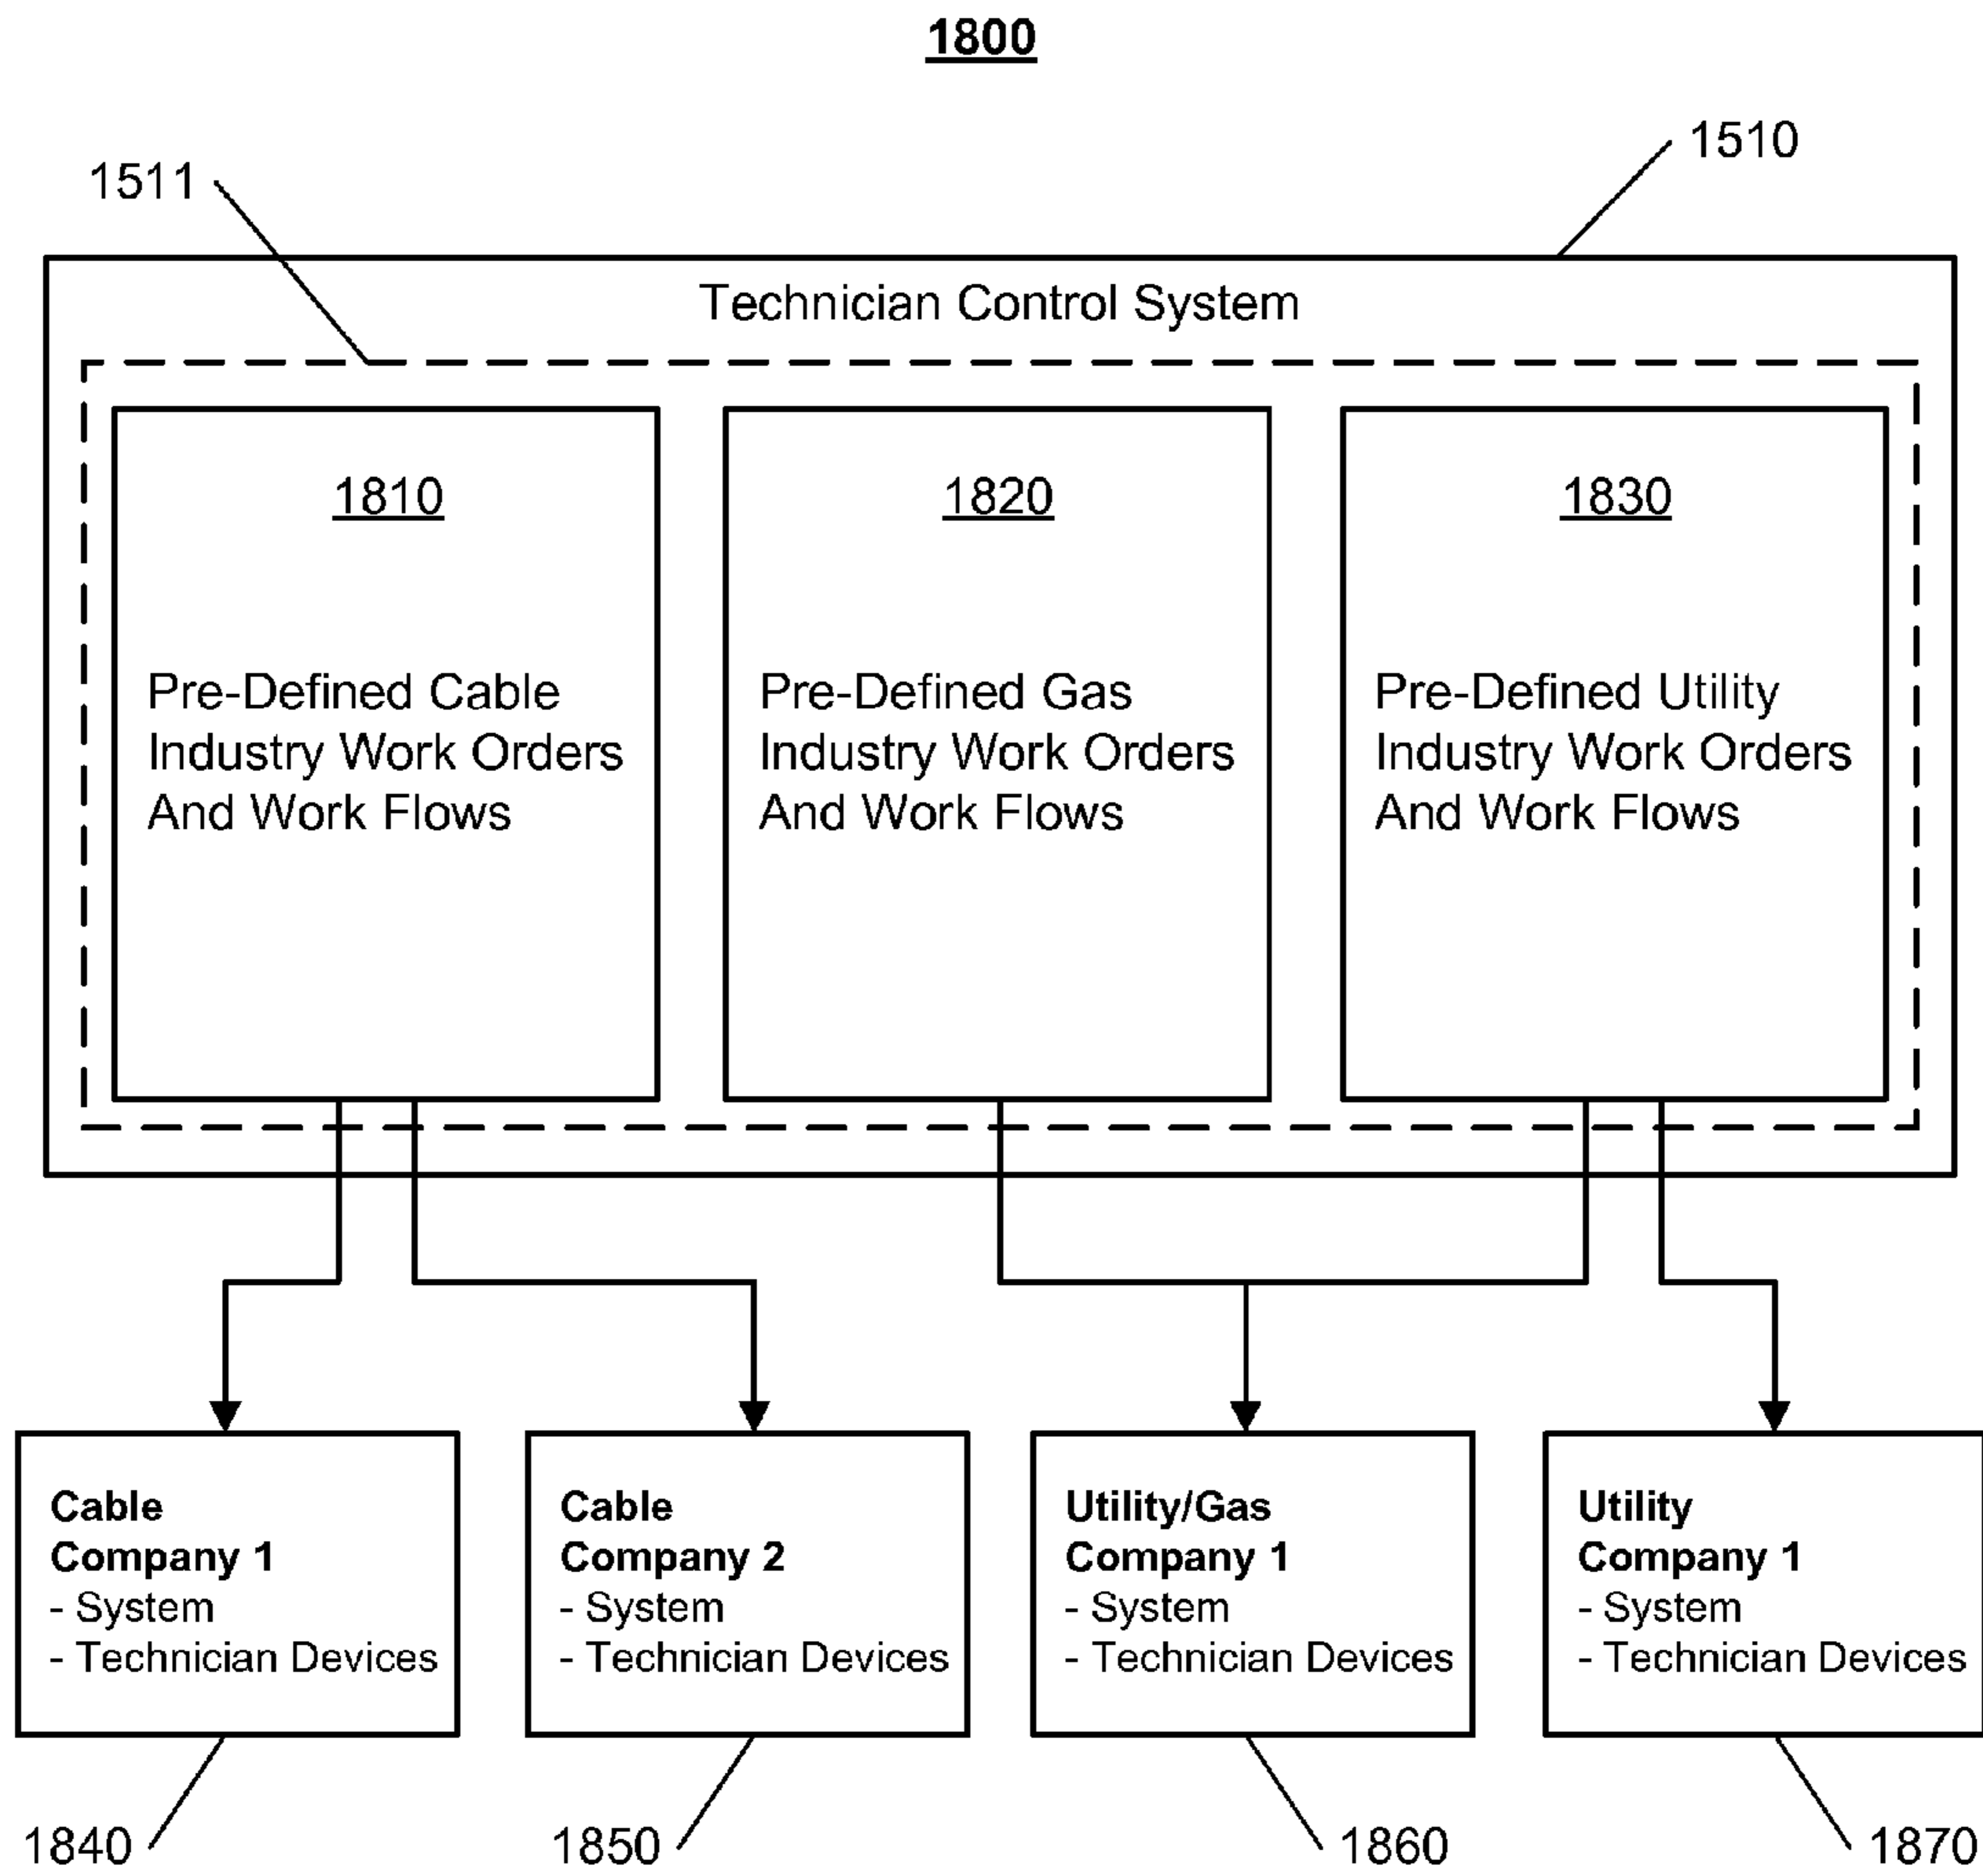 1800
1511
1510
Technician Control System
1810
Pre-Defined Cable
Industry Work Orders
And Work Flows
1820
Pre-Defined Gas
Industry Work Orders
And Work Flows
1830
Pre-Defined Utility
Industry Work Orders
And Work Flows
Cable
Company 1
- System
- Technician Devices
Cable
Company 2
- System
- Technician Devices
Utility/Gas
Company 1
- System
- Technician Devices
Utility
Company 1
- System
- Technician Devices
1840
1850
1860
1870